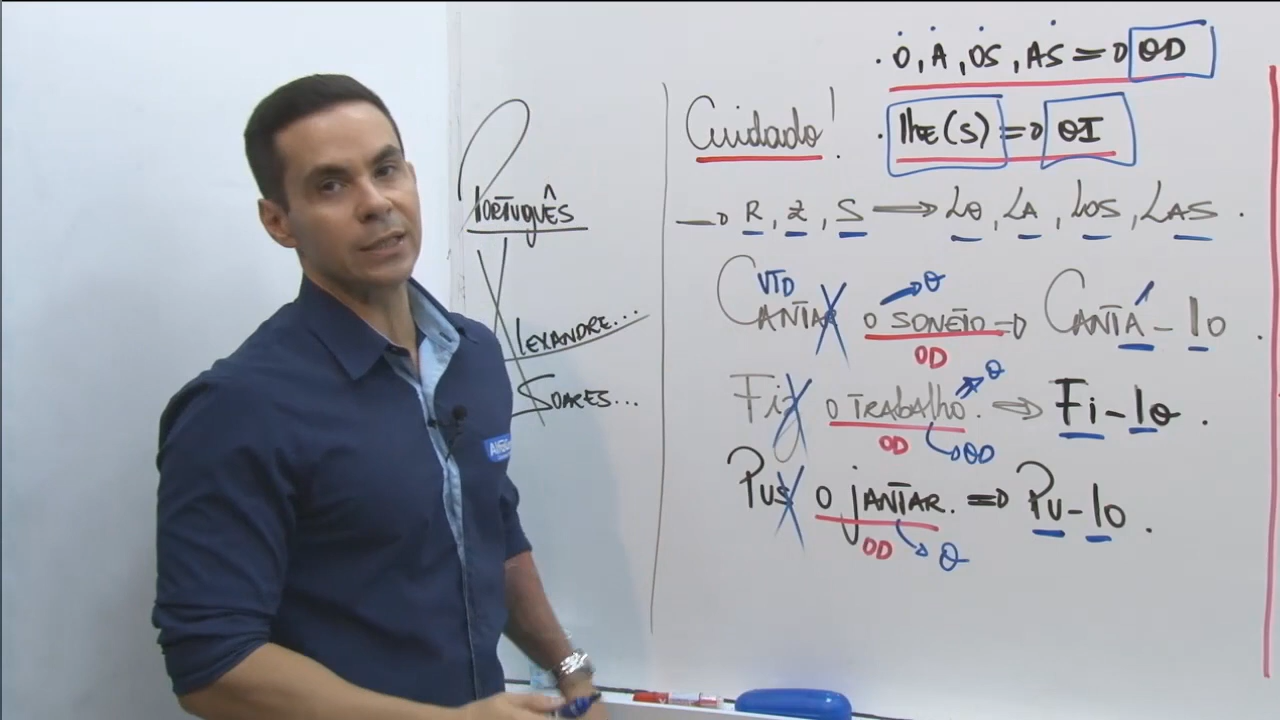 Português
Alexandre...
Soares...
. O, A, OS, AS => OD
Cuidado!
. lhe(s) => OI
→ R, Z, S ⟹ LO, LA, LOS, LAS.
VTD
Cantar o soneto => Cantá-lo.
O
OD
Fiz o trabalho. => Fi-lo.
O
OD
OD
Pus o jantar. => Pu-lo.
OD
O